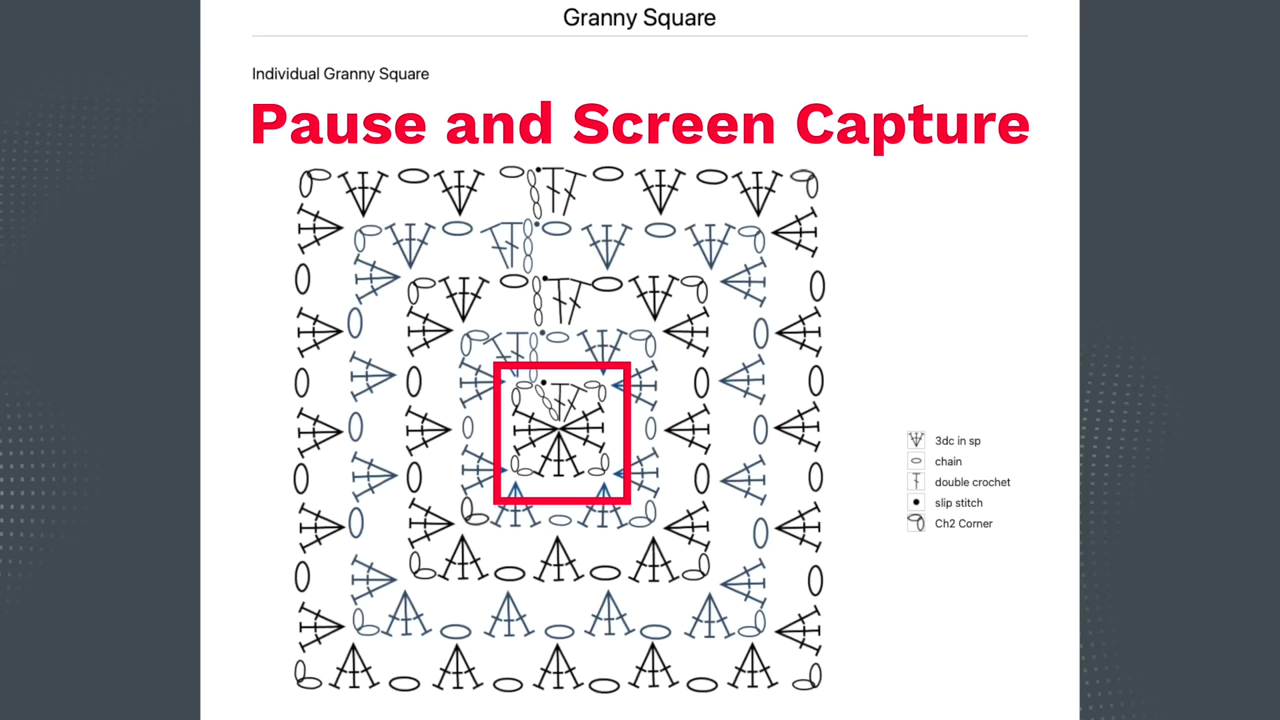 Granny Square
Individual Granny Square
Pause and Screen Capture
3dc in sp
chain
double crochet
slip stitch
Ch2 Corner